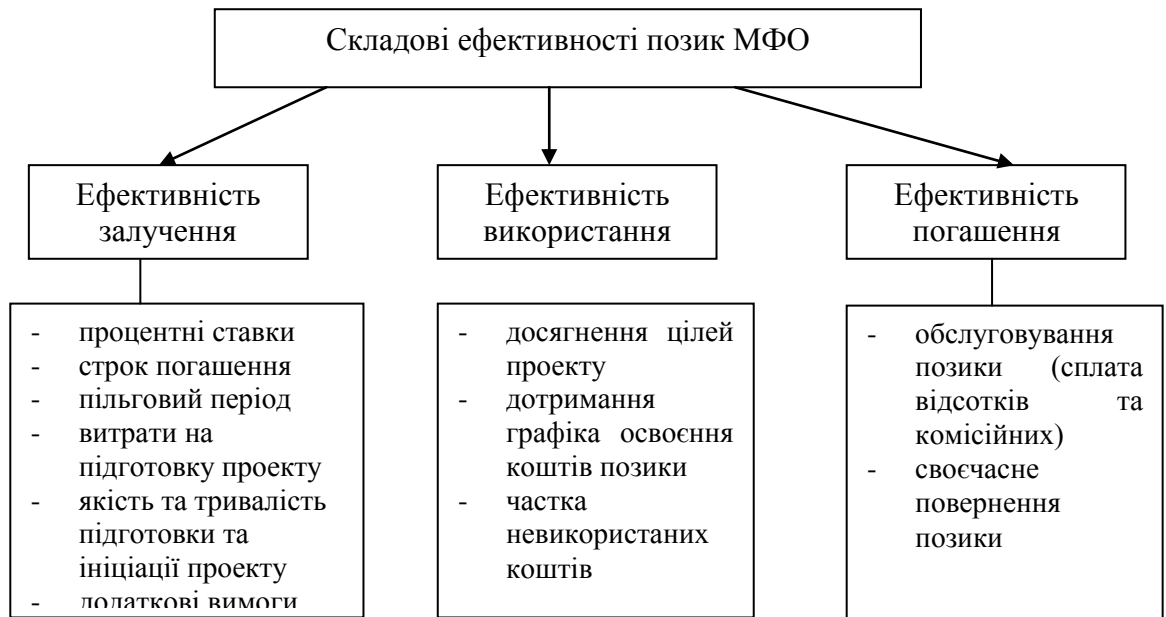 Складові ефективності позик МФО
Ефективність
залучення
Ефективність
використання
Ефективність
погашення
- процентні ставки
- строк погашення
- пільговий період
- витрати на
підготовку проекту
- якість та тривалість
підготовки та
ініціації проекту
- додаткові вимоги
- досягнення цілей
проекту
- дотримання
графіка освоєння
коштів позики
- частка
невикористаних
коштів
- обслуговування
позики (сплата
відсотків та
комісійних)
- своєчасне
повернення
позики